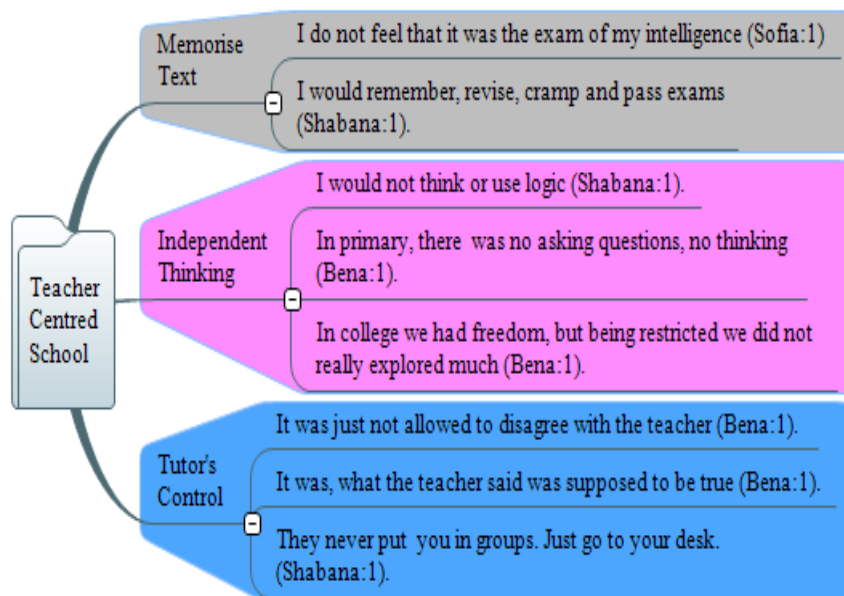 Teacher
Centred
School
Memorise
Text
I do not feel that it was the exam of my intelligence (Sofia:1)
I would remember, revise, cramp and pass exams
(Shabana:1).
Independent
Thinking
I would not think or use logic (Shabana:1).
In primary, there was no asking questions, no thinking
(Bena:1).
In college we had freedom, but being restricted we did not
really explored much (Bena:1).
Tutor's
Control
It was just not allowed to disagree with the teacher (Bena:1).
It was, what the teacher said was supposed to be true (Bena:1).
They never put you in groups. Just go to your desk.
(Shabana:1).